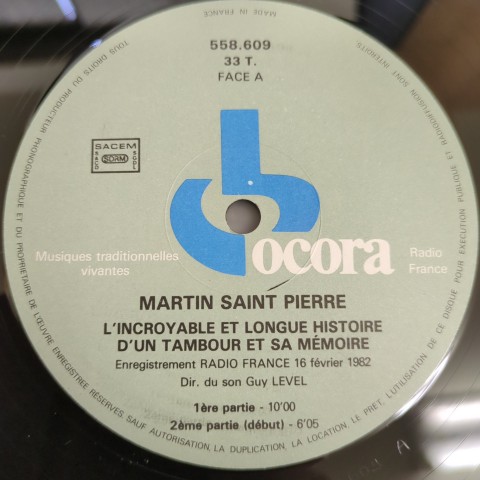 MADE IN FRANCE
TOUS DROITS DU PRODUCTEUR PHONOGRAPHIQUE ET DU PROPRIETAIRE DE L'ŒUVRE ENREGISTREE RESERVES. SAUF AUTORISATION, LA DUPLICATION, LA LOCATION, LE PRET, L'UTILISATION DE CE DISQUE POUR EXECUTION PUBLIQUE ET RADIODIFFUSION SONT INTERDITS
558.609
33 T.
FACE A
SACEM
SACD
SDRM
SGDL
ocora
Musiques traditionnelles
vivantes
Radio
France
MARTIN SAINT PIERRE
L'INCROYABLE ET LONGUE HISTOIRE
D'UN TAMBOUR ET SA MÉMOIRE
Enregistrement RADIO FRANCE 16 février 1982
Dir. du son Guy LEVEL
1ère partie - 10'00
2ème partie (début) - 6'05